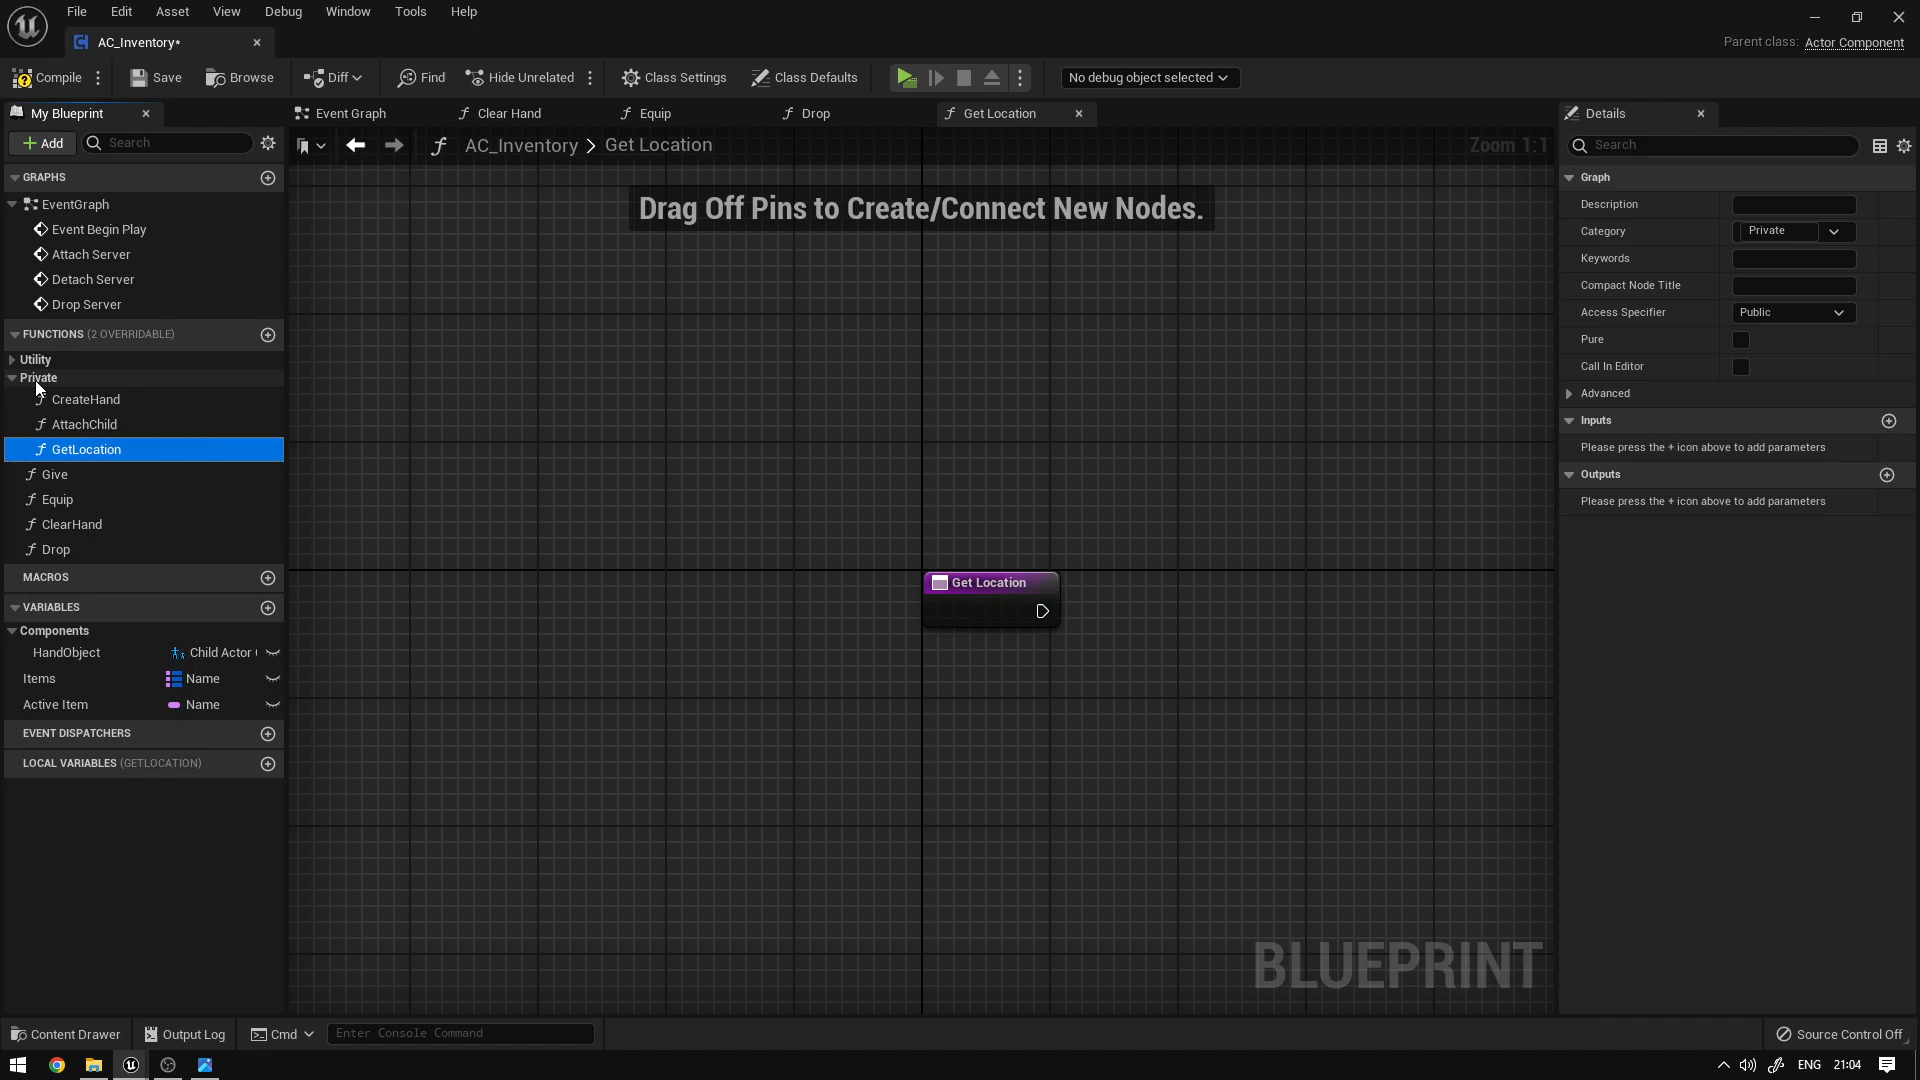 File Edit Asset View Debug Window Tools Help
AC_Inventory*
Parent class: Actor Component
Compile Save Browse Diff Find Hide Unrelated Class Settings Class Defaults No debug object selected
My Blueprint
Event Graph Clear Hand Equip Drop Get Location
Details
Add Search
AC_Inventory > Get Location
Zoom 1:1
Search
Drag Off Pins to Create/Connect New Nodes.
GRAPHS
EventGraph
Event Begin Play
Attach Server
Detach Server
Drop Server
FUNCTIONS (2 OVERRIDABLE)
Utility
Private
CreateHand
AttachChild
GetLocation
Give
Equip
ClearHand
Drop
MACROS
VARIABLES
Components
HandObject Child Actor
Items Name
Active Item Name
EVENT DISPATCHERS
LOCAL VARIABLES (GETLOCATION)
Get Location
BLUEPRINT
Graph
Description
Category Private
Keywords
Compact Node Title
Access Specifier Public
Pure
Call In Editor
Advanced
Inputs
Please press the + icon above to add parameters
Outputs
Please press the + icon above to add parameters
Content Drawer Output Log Cmd Enter Console Command
Source Control Off
ENG 21:04